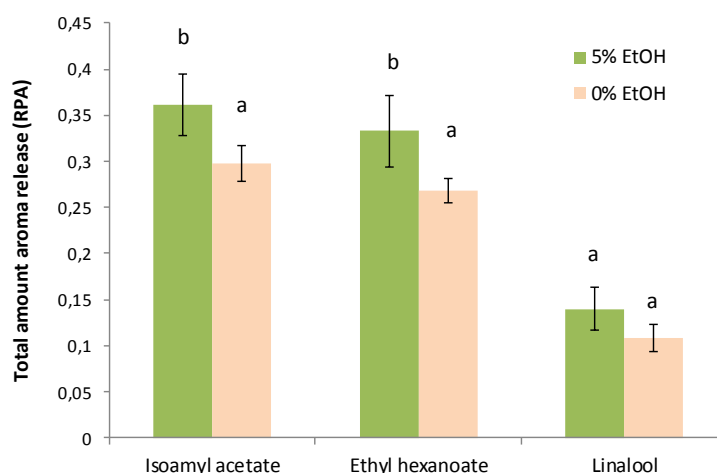 Total amount aroma release (RPA)
0,45
0,4
0,35
0,3
0,25
0,2
0,15
0,1
0,05
0
b
a
b
a
a
a
5% EtOH
0% EtOH
Isoamyl acetate
Ethyl hexanoate
Linalool